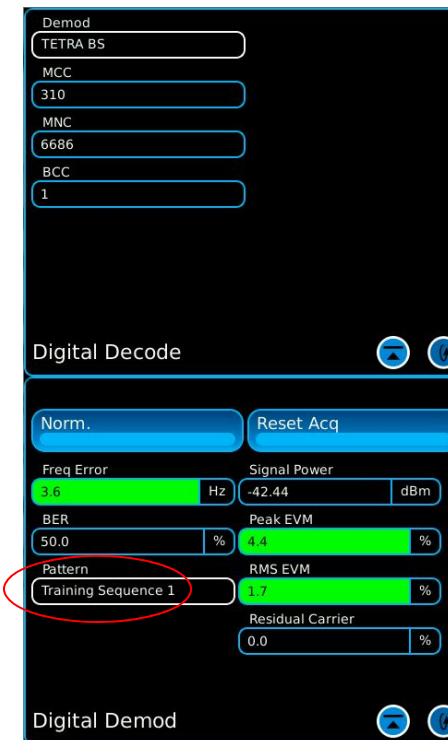 Demod
TETRA BS
MCC
310
MNC
6686
BCC
1
Digital Decode
Norm. Reset Acq
Freq Error Signal Power
3.6 Hz -42.44 dBm
BER Peak EVM
50.0 % 4.4 %
Pattern RMS EVM
Training Sequence 1 1.7 %
Residual Carrier
0.0 %
Digital Demod